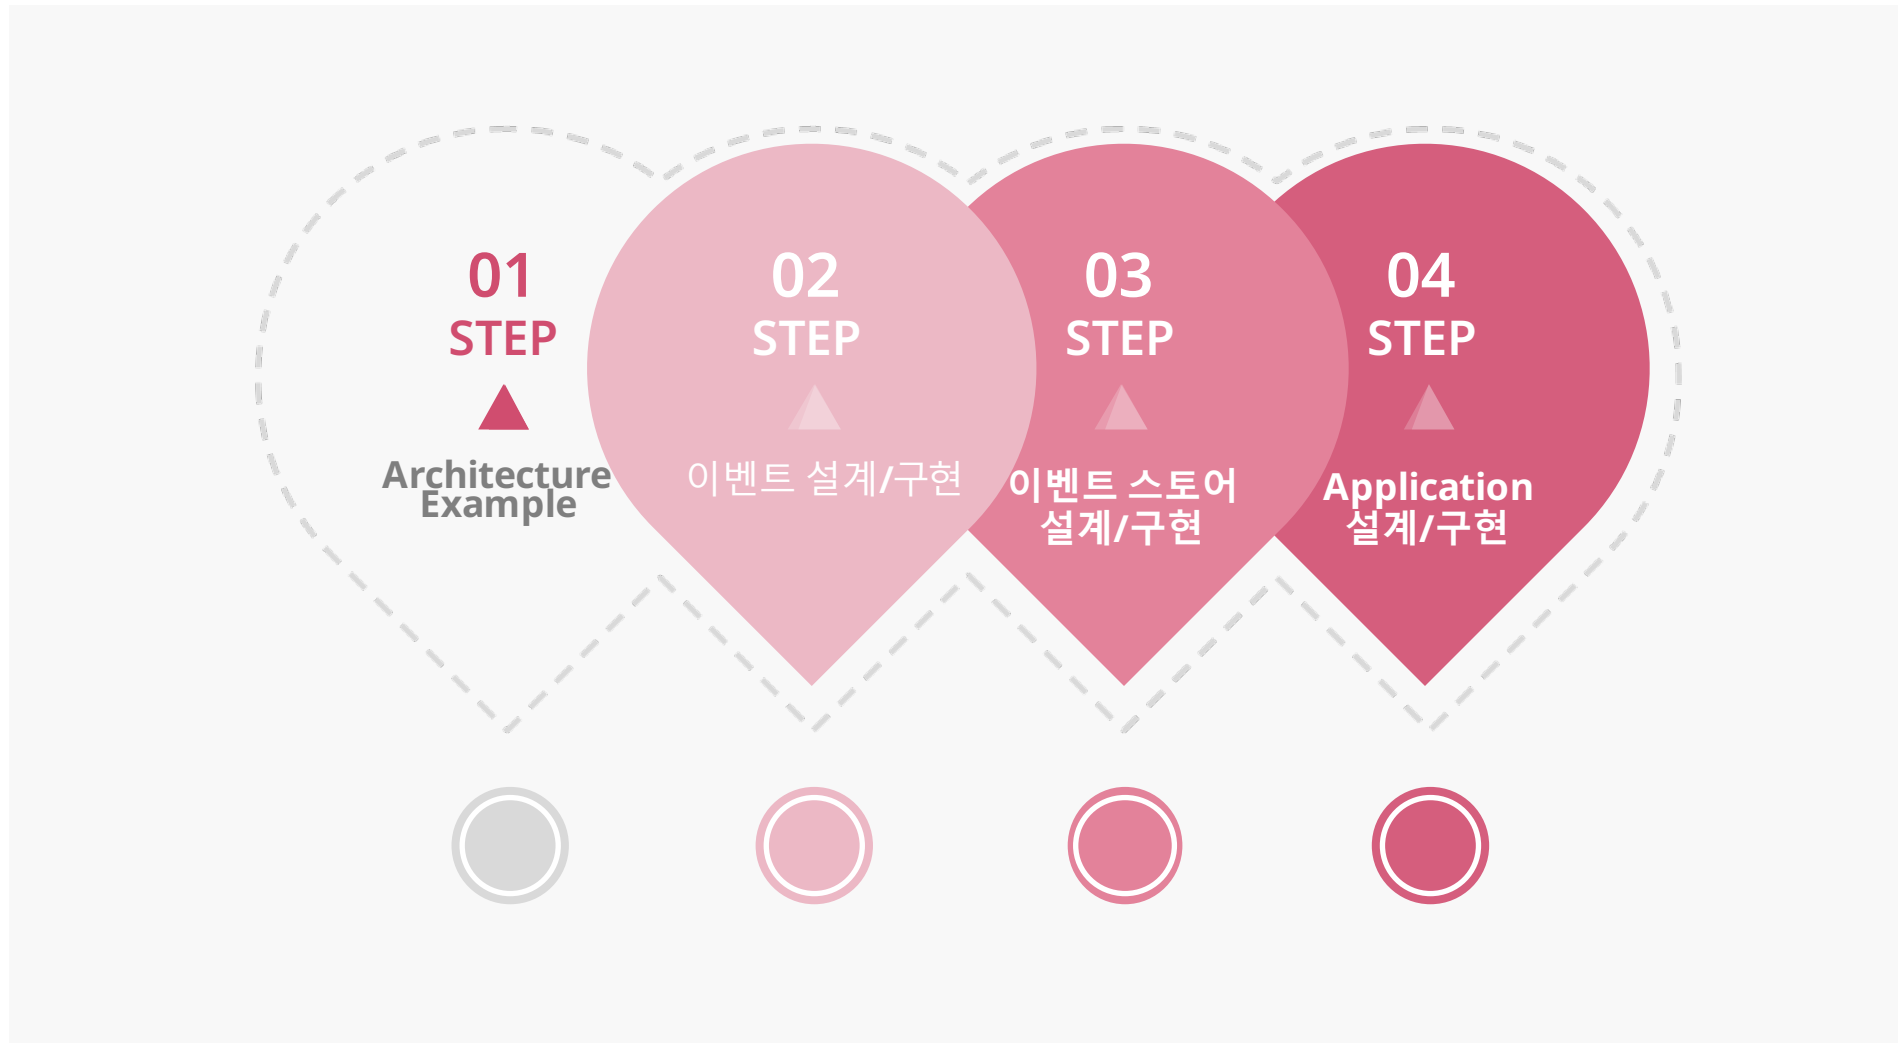 01
STEP
Architecture
Example
02
STEP
이벤트 설계/구현
03
STEP
이벤트 스토어
설계/구현
04
STEP
Application
설계/구현